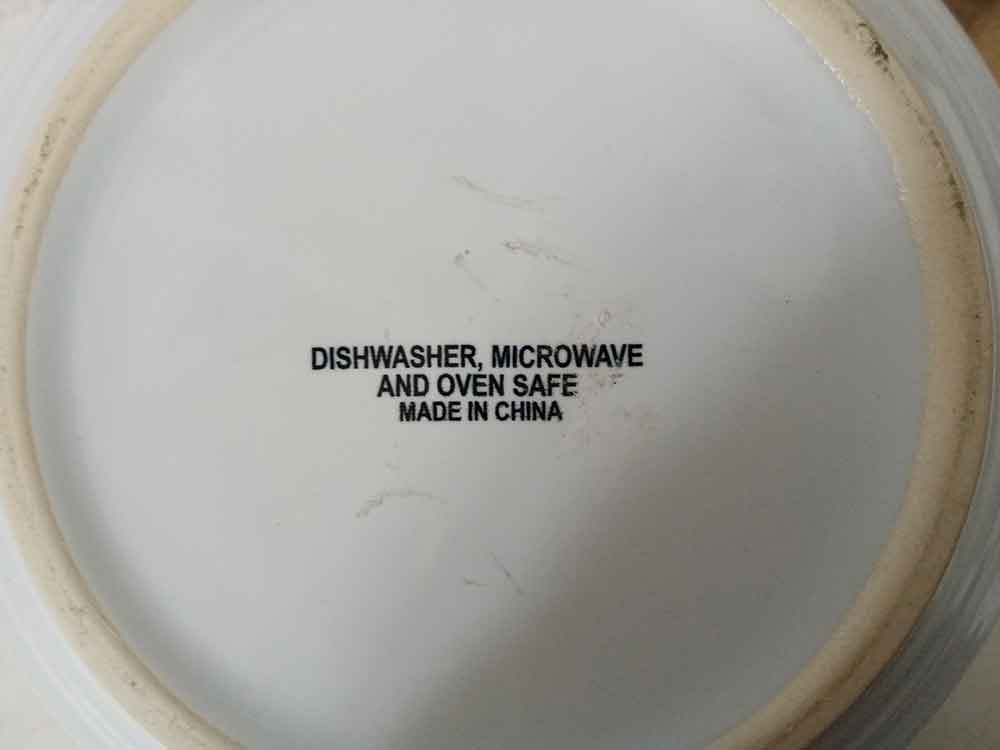 DISHWASHER, MICROWAVE
AND OVEN SAFE
MADE IN CHINA